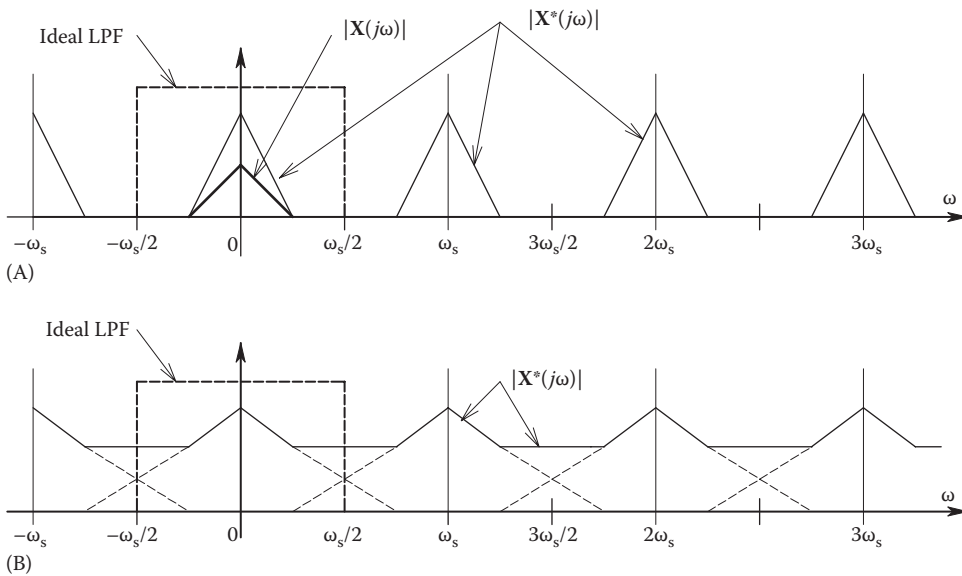 Ideal LPF
|X(jω)|
|X*(jω)|
ω
−ωs −ωs/2 0 ωs/2 ωs 3ωs/2 2ωs 3ωs
(A)
Ideal LPF
|X*(jω)|
ω
−ωs −ωs/2 0 ωs/2 ωs 3ωs/2 2ωs 3ωs
(B)